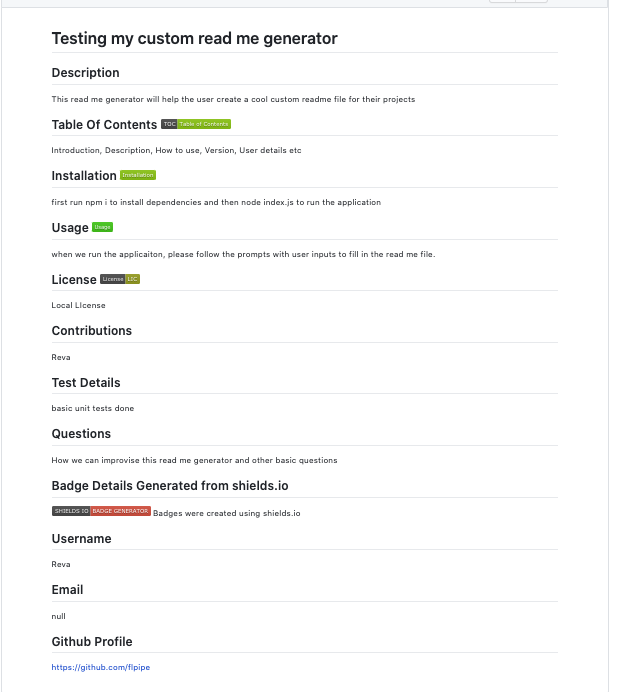 Testing my custom read me generator
Description
This read me generator will help the user create a cool custom readme file for their projects
Table Of Contents TOC Table of Contents
Introduction, Description, How to use, Version, User details etc
Installation Installation
first run npm i to install dependencies and then node index.js to run the application
Usage Usage
when we run the applicaiton, please follow the prompts with user inputs to fill in the read me file.
License License LIC
Local LIcense
Contributions
Reva
Test Details
basic unit tests done
Questions
How we can improvise this read me generator and other basic questions
Badge Details Generated from shields.io
SHIELDS IO BADGE GENERATOR Badges were created using shields.io
Username
Reva
Email
null
Github Profile
https://github.com/flpipe